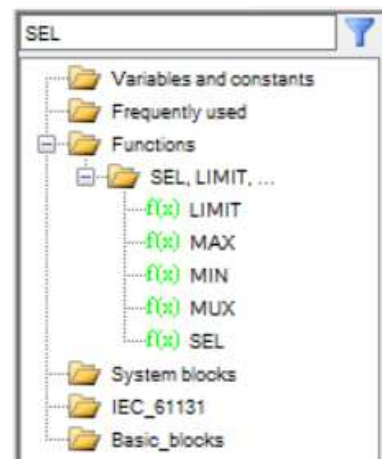 SEL
Variables and constants
Frequently used
Functions
SEL, LIMIT, ...
f(x) LIMIT
f(x) MAX
f(x) MIN
f(x) MUX
f(x) SEL
System blocks
IEC_61131
Basic_blocks